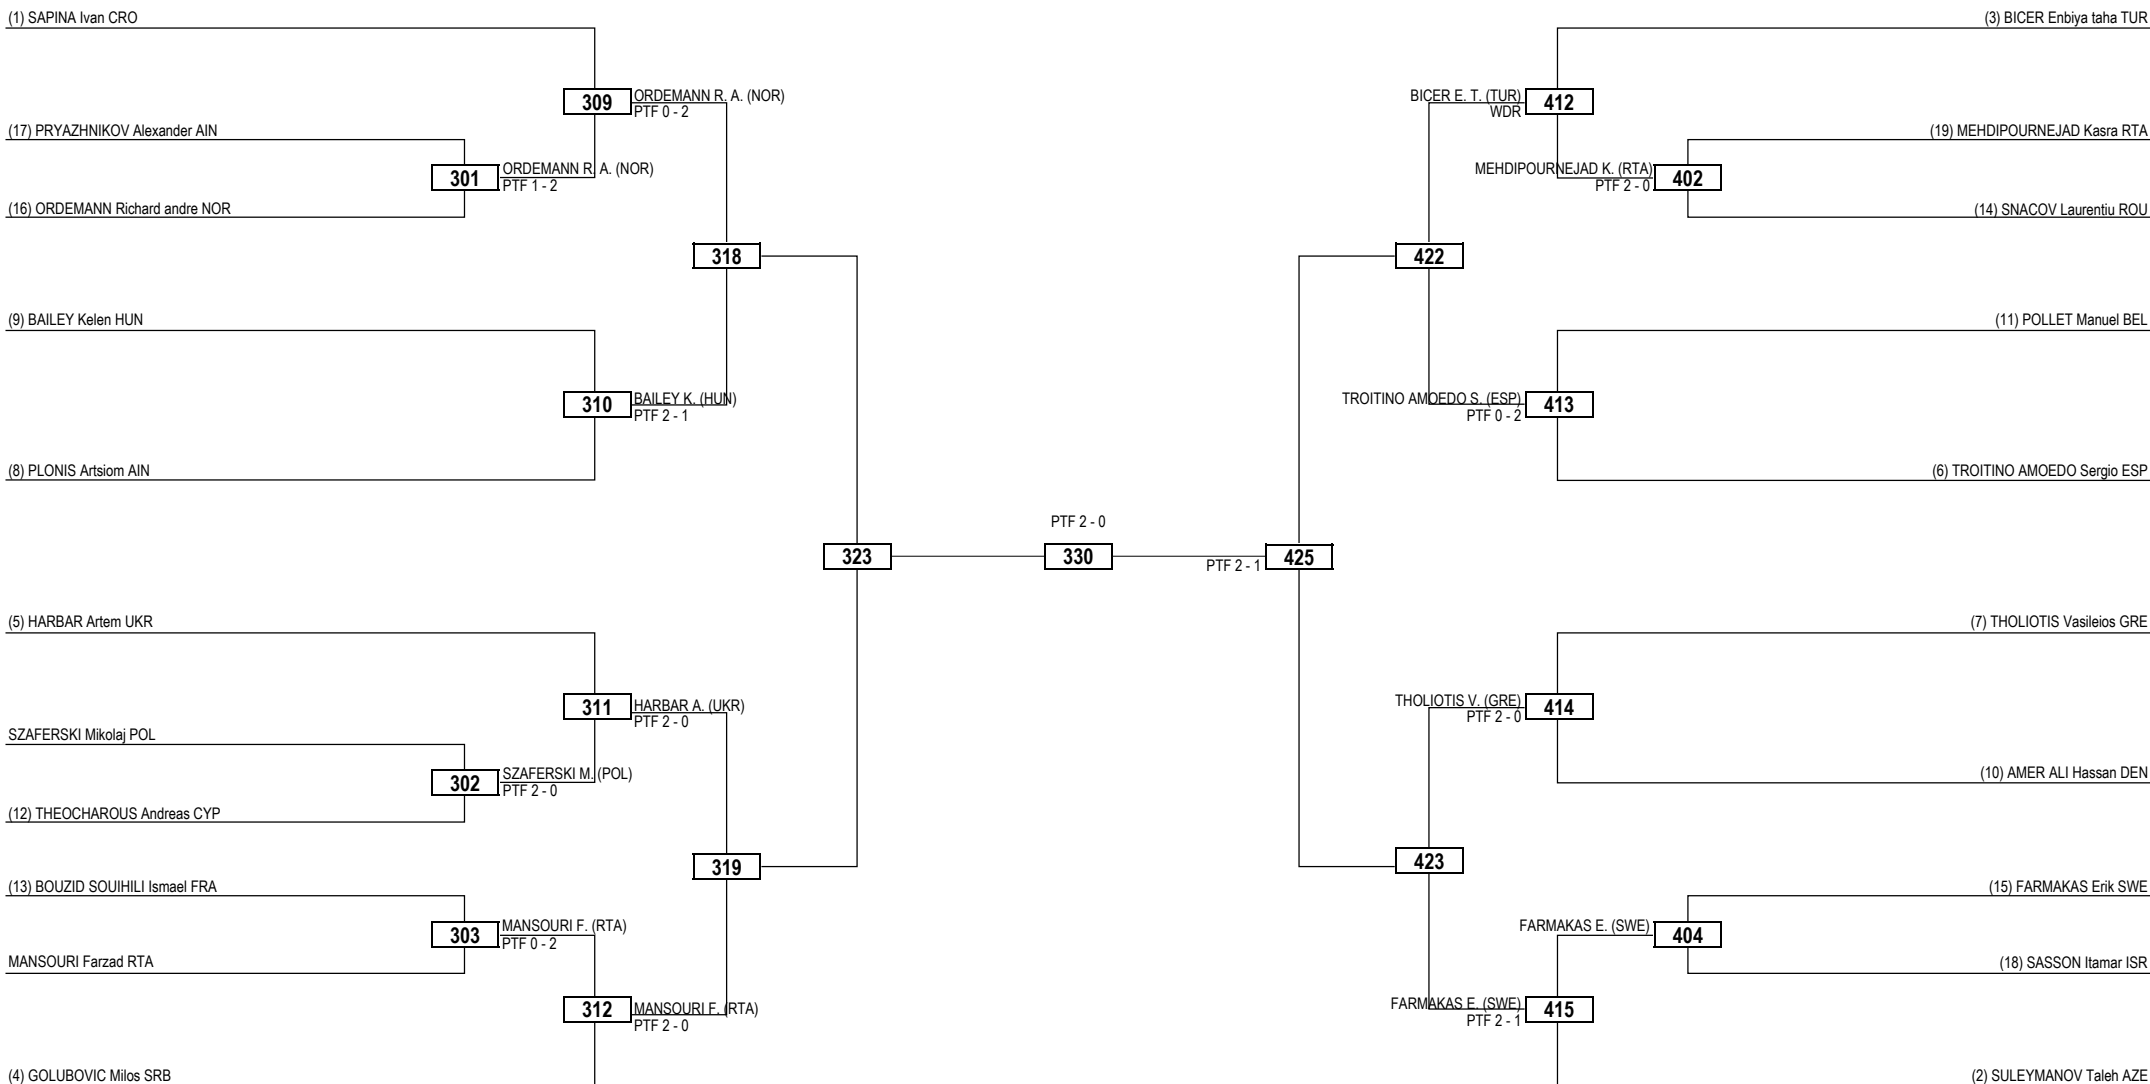 (1) SAPINA Ivan CRO
(3) BICER Enbiya taha TUR
309
ORDEMANN R. A. (NOR)
PTF 0 - 2
BICER E. T. (TUR)
WDR
412
(17) PRYAZHNIKOV Alexander AIN
(19) MEHDIPOURNEJAD Kasra RTA
301
ORDEMANN R. A. (NOR)
PTF 1 - 2
MEHDIPOURNEJAD K. (RTA)
PTF 2 - 0
402
(16) ORDEMANN Richard andre NOR
(14) SNACOV Laurentiu ROU
318
422
(9) BAILEY Kelen HUN
(11) POLLET Manuel BEL
310
BAILEY K. (HUN)
PTF 2 - 1
TROITINO AMOEDO S. (ESP)
PTF 0 - 2
413
(8) PLONIS Artsiom AIN
(6) TROITINO AMOEDO Sergio ESP
PTF 2 - 0
323
330
PTF 2 - 1
425
(5) HARBAR Artem UKR
(7) THOLIOTIS Vasileios GRE
311
HARBAR A. (UKR)
PTF 2 - 0
THOLIOTIS V. (GRE)
PTF 2 - 0
414
SZAFERSKI Mikolaj POL
302
SZAFERSKI M. (POL)
PTF 2 - 0
(10) AMER ALI Hassan DEN
(12) THEOCHAROUS Andreas CYP
319
423
(13) BOUZID SOUIHILI Ismael FRA
(15) FARMAKAS Erik SWE
303
MANSOURI F. (RTA)
PTF 0 - 2
FARMAKAS E. (SWE)
404
MANSOURI Farzad RTA
(18) SASSON Itamar ISR
312
MANSOURI F. (RTA)
PTF 2 - 0
FARMAKAS E. (SWE)
PTF 2 - 1
415
(4) GOLUBOVIC Milos SRB
(2) SULEYMANOV Taleh AZE